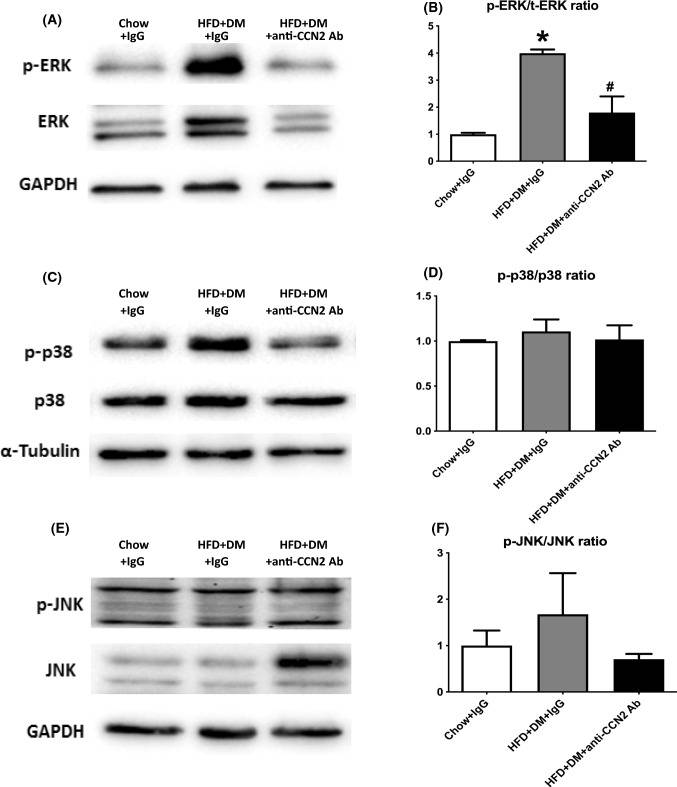 (A)
Chow HFD+DM HFD+DM
+IgG +IgG +anti-CCN2 Ab
p-ERK
ERK
GAPDH
(B)
p-ERK/t-ERK ratio
5
4
3
2
1
0
*
#
Chow+IgG
HFD+DM+IgG
HFD+DM+anti-CCN2 Ab
(C)
Chow HFD+DM HFD+DM
+IgG +IgG +anti-CCN2 Ab
p-p38
p38
α-Tubulin
(D)
p-p38/p38 ratio
1.5
1.0
0.5
0.0
Chow+IgG
HFD+DM+IgG
HFD+DM+anti-CCN2 Ab
(E)
Chow HFD+DM HFD+DM
+IgG +IgG +anti-CCN2 Ab
p-JNK
JNK
GAPDH
(F)
p-JNK/JNK ratio
3
2
1
0
Chow+IgG
HFD+DM+IgG
HFD+DM+anti-CCN2 Ab